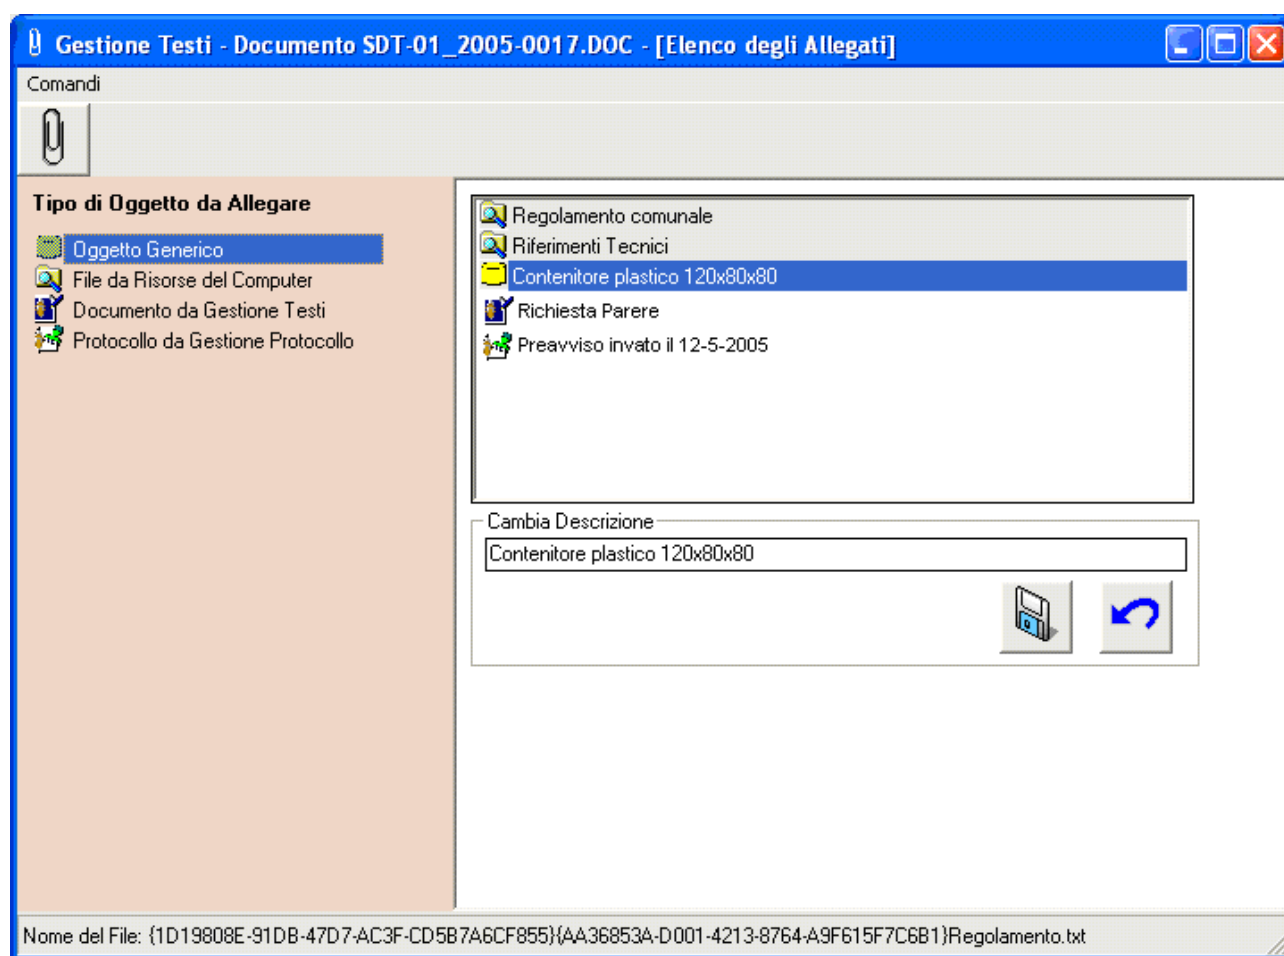 Gestione Testi - Documento SDT-01_2005-0017.DOC - [Elenco degli Allegati]
Comandi
Tipo di Oggetto da Allegare
Oggetto Generico
File da Risorse del Computer
Documento da Gestione Testi
Protocollo da Gestione Protocollo
Regolamento comunale
Riferimenti Tecnici
Contenitore plastico 120x80x80
Richiesta Parere
Preavviso invato il 12-5-2005
Cambia Descrizione
Contenitore plastico 120x80x80
Nome del File: {1D19808E-91DB-47D7-AC3F-CD5B7A6CF855}{AA36853A-D001-4213-8764-A9F615F7C6B1}Regolamento.txt